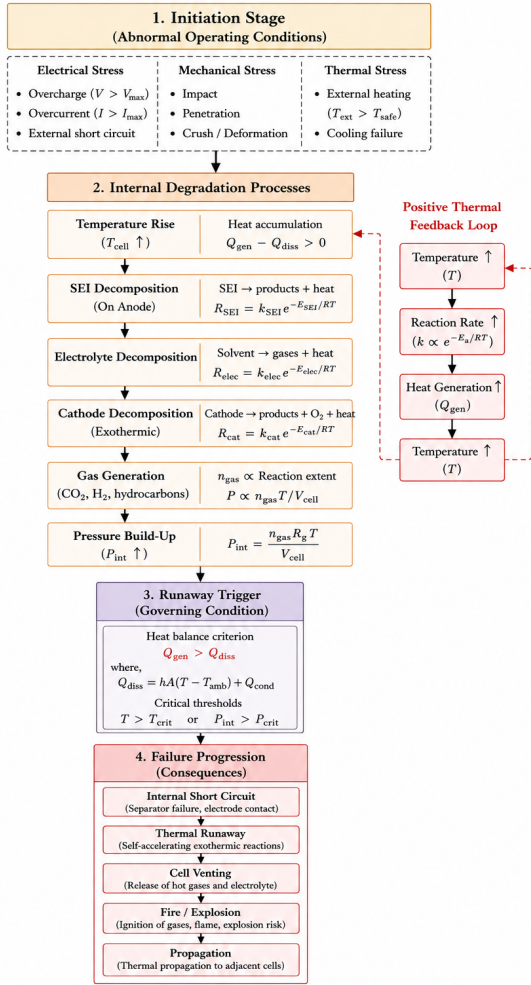 1. Initiation Stage
(Abnormal Operating Conditions)
Electrical Stress
• Overcharge (V > Vₘₐₓ)
• Overcurrent (I > Iₘₐₓ)
• External short circuit
Mechanical Stress
• Impact
• Penetration
• Crush / Deformation
Thermal Stress
• External heating
(T_ext > T_safe)
• Cooling failure
2. Internal Degradation Processes
Temperature Rise
(T_cell ↑)
Heat accumulation
Q_gen − Q_diss > 0
SEI Decomposition
(On Anode)
SEI → products + heat
R_SEI = k_SEI e^{−E_SEI/RT}
Electrolyte Decomposition
Solvent → gases + heat
R_elec = k_elec e^{−E_elec/RT}
Cathode Decomposition
(Exothermic)
Cathode → products + O₂ + heat
R_cat = k_cat e^{−E_cat/RT}
Gas Generation
(CO₂, H₂, hydrocarbons)
n_gas ∝ Reaction extent
P ∝ n_gas T/V_cell
Pressure Build-Up
(P_int ↑)
P_int = n_gas R_g T / V_cell
Positive Thermal
Feedback Loop
Temperature ↑
(T)
Reaction Rate ↑
(k ∝ e^{−E_a/RT})
Heat Generation ↑
(Q_gen)
Temperature ↑
(T)
3. Runaway Trigger
(Governing Condition)
Heat balance criterion
Q_gen > Q_diss
where,
Q_diss = hA(T − T_amb) + Q_cond
Critical thresholds
T > T_crit or P_int > P_crit
4. Failure Progression
(Consequences)
Internal Short Circuit
(Separator failure, electrode contact)
Thermal Runaway
(Self-accelerating exothermic reactions)
Cell Venting
(Release of hot gases and electrolyte)
Fire / Explosion
(Ignition of gases, flame, explosion risk)
Propagation
(Thermal propagation to adjacent cells)